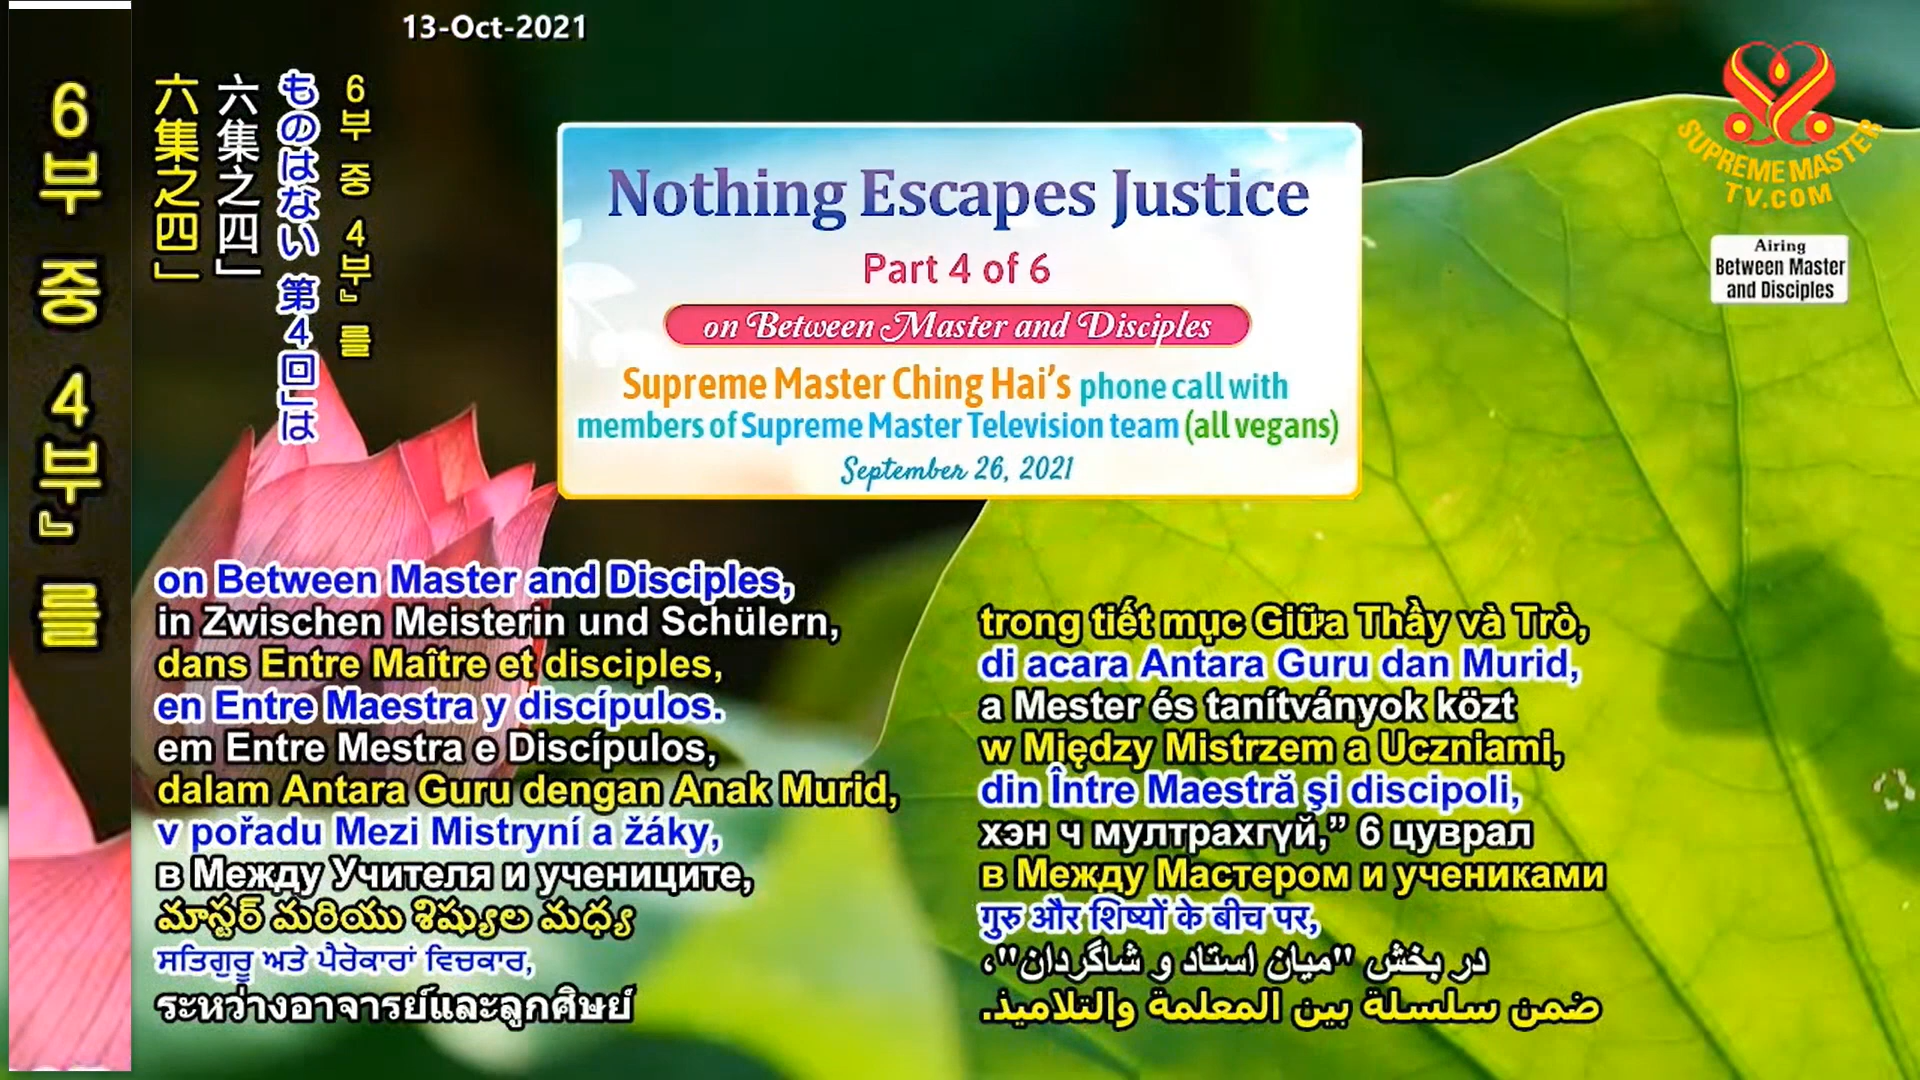 13-Oct-2021
6부 중 4부』를
六集之四」
六集之四」
ものはない 第4回」は
6부 중 4부』를
Nothing Escapes Justice
Part 4 of 6
on Between Master and Disciples
Supreme Master Ching Hai's phone call with
members of Supreme Master Television team (all vegans)
September 26, 2021
SUPREME MASTER
TV.COM
Airing
Between Master
and Disciples
on Between Master and Disciples,
in Zwischen Meisterin und Schülern,
dans Entre Maître et disciples,
en Entre Maestra y discípulos.
em Entre Mestra e Discípulos,
dalam Antara Guru dengan Anak Murid,
v pořadu Mezi Mistryní a žáky,
в Между Учителя и учениците,
మాస్టర్ మరియు శిష్యుల మధ్య
ਸਤਿਗੁਰੂ ਅਤੇ ਪੈਰੋਕਾਰਾਂ ਵਿਚਕਾਰ,
ระหว่างอาจารย์และลูกศิษย์
trong tiết mục Giữa Thầy và Trò,
di acara Antara Guru dan Murid,
a Mester és tanítványok közt
w Między Mistrzem a Uczniami,
din Între Maestră şi discipoli,
хэн ч мултрахгүй,” 6 цуврал
в Между Мастером и учениками
गुरु और शिष्यों के बीच पर,
در بخش "میان استاد و شاگردان"،
ضمن سلسلة بين المعلمة والتلاميذ.